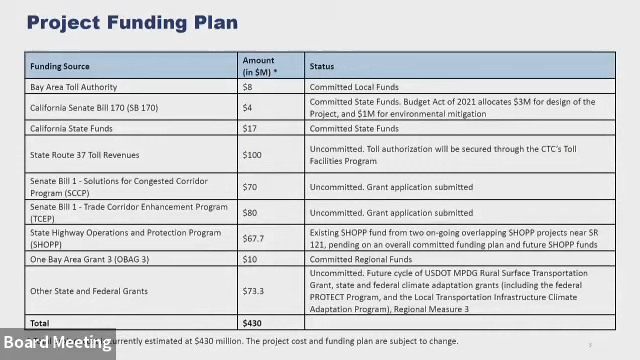 Project Funding Plan
Funding Source Amount (in $M) * Status
Bay Area Toll Authority $8 Committed Local Funds
California Senate Bill 170 (SB 170) $4 Committed State Funds. Budget Act of 2021 allocates $3M for design of the
Project, and $1M for environmental mitigation
California State Funds $17 Committed State Funds
State Route 37 Toll Revenues $100 Uncommitted. Toll authorization will be secured through the CTC's Toll
Facilities Program
Senate Bill 1 - Solutions for Congested Corridor
Program (SCCP) $70 Uncommitted. Grant application submitted
Senate Bill 1 - Trade Corridor Enhancement Program
(TCEP) $80 Uncommitted. Grant application submitted
State Highway Operations and Protection Program
(SHOPP) $67.7 Existing SHOPP fund from two on-going overlapping SHOPP projects near SR
121, pending on an overall committed funding plan and future SHOPP funds
One Bay Area Grant 3 (OBAG 3) $10 Committed Regional Funds
Other State and Federal Grants $73.3 Uncommitted. Future cycle of USDOT MPDG Rural Surface Transportation
Grant, state and federal climate adaptation grants (including the federal
PROTECT Program, and the Local Transportation Infrastructure Climate
Adaptation Program), Regional Measure 3
Total $430
Board Meeting
currently estimated at $430 million. The project cost and funding plan are subject to change.